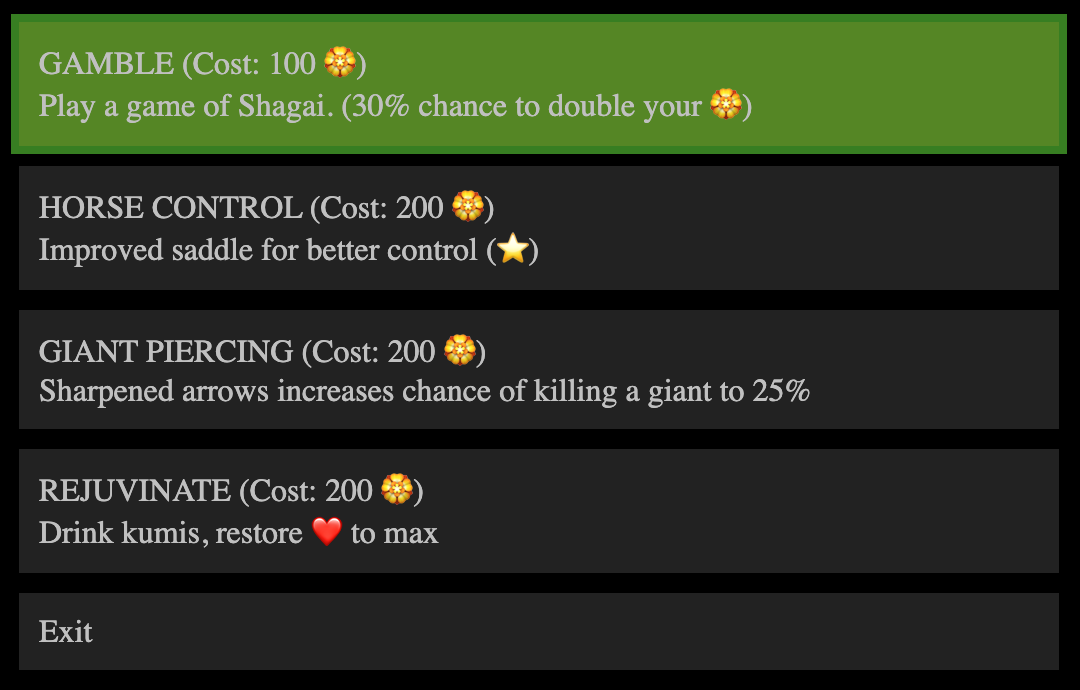 GAMBLE (Cost: 100 🏵️)
Play a game of Shagai. (30% chance to double your 🏵️)
HORSE CONTROL (Cost: 200 🏵️)
Improved saddle for better control (⭐)
GIANT PIERCING (Cost: 200 🏵️)
Sharpened arrows increases chance of killing a giant to 25%
REJUVINATE (Cost: 200 🏵️)
Drink kumis, restore ❤️ to max
Exit